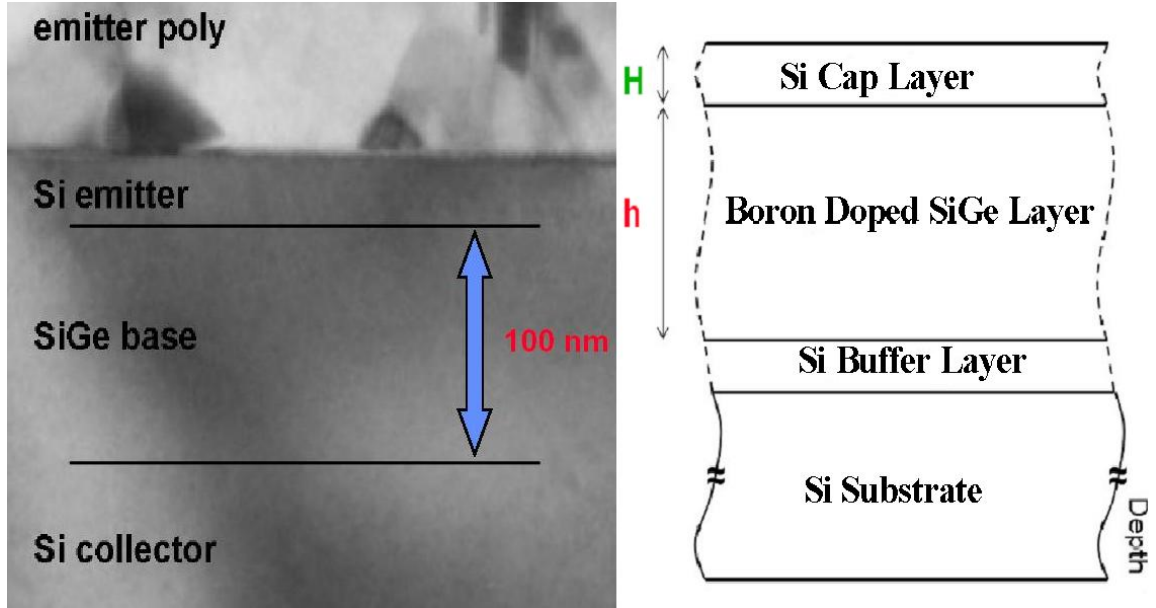 emitter poly
Si emitter
SiGe base
100 nm
Si collector
H
Si Cap Layer
h
Boron Doped SiGe Layer
Si Buffer Layer
Si Substrate
Depth